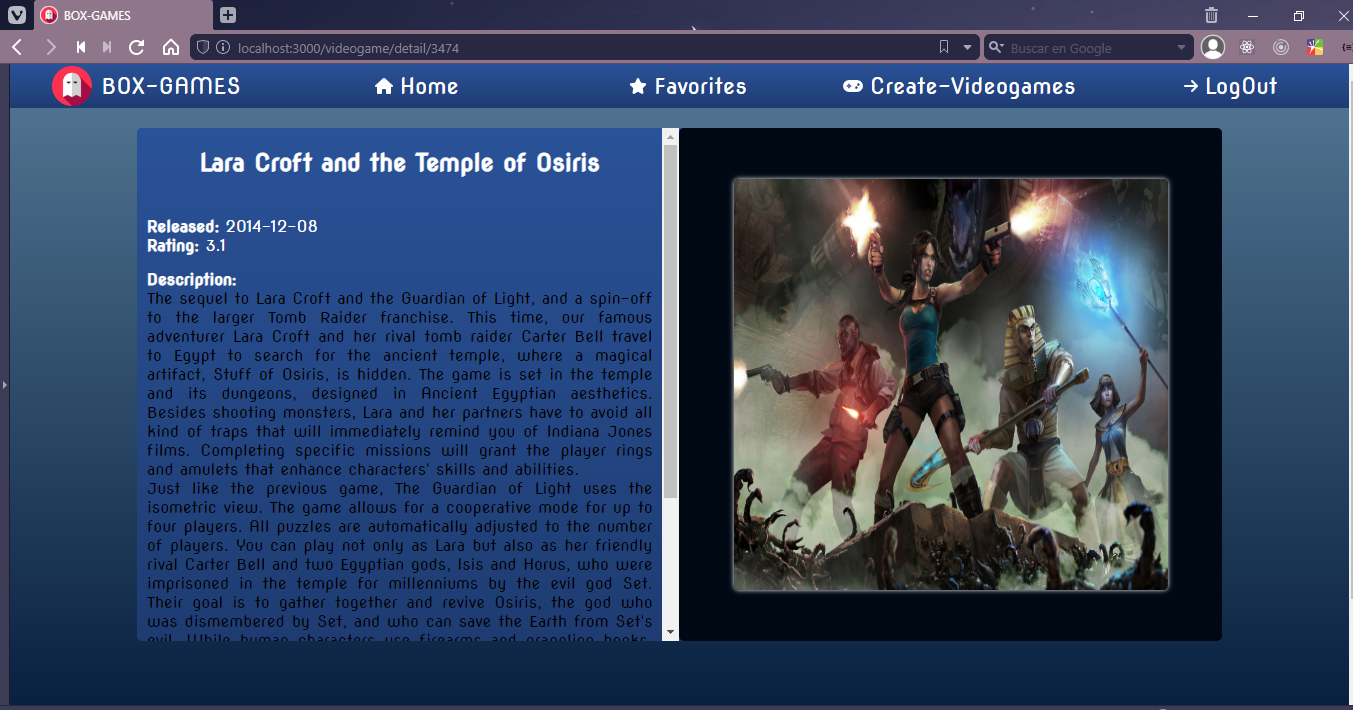 BOX-GAMES
localhost:3000/videogame/detail/3474
Buscar en Google
BOX-GAMES
Home
Favorites
Create-Videogames
LogOut
Lara Croft and the Temple of Osiris
Released: 2014-12-08
Rating: 3.1
Description:
The sequel to Lara Croft and the Guardian of Light, and a spin-off
to the larger Tomb Raider franchise. This time, our famous
adventurer Lara Croft and her rival tomb raider Carter Bell travel
to Egypt to search for the ancient temple, where a magical
artifact, Stuff of Osiris, is hidden. The game is set in the temple
and its dungeons, designed in Ancient Egyptian aesthetics.
Besides shooting monsters, Lara and her partners have to avoid all
kind of traps that will immediately remind you of Indiana Jones
films. Completing specific missions will grant the player rings
and amulets that enhance characters' skills and abilities.
Just like the previous game, The Guardian of Light uses the
isometric view. The game allows for a cooperative mode for up to
four players. All puzzles are automatically adjusted to the number
of players. You can play not only as Lara but also as her friendly
rival Carter Bell and two Egyptian gods, Isis and Horus, who were
imprisoned in the temple for millenniums by the evil god Set.
Their goal is to gather together and revive Osiris, the god who
was dismembered by Set, and who can save the Earth from Set's
evil. While human characters use firearms and grappling hooks,